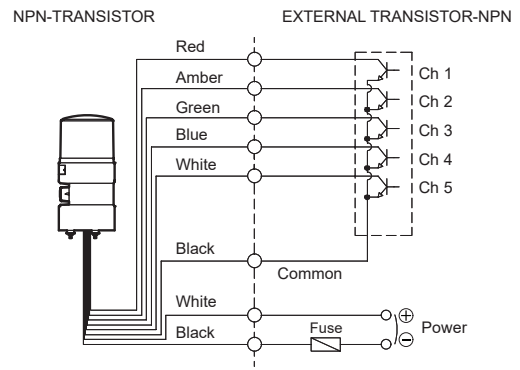 NPN-TRANSISTOR
EXTERNAL TRANSISTOR-NPN
Red
Ch 1
Amber
Ch 2
Green
Ch 3
Blue
Ch 4
White
Ch 5
Black
Common
White
Power
Black
Fuse